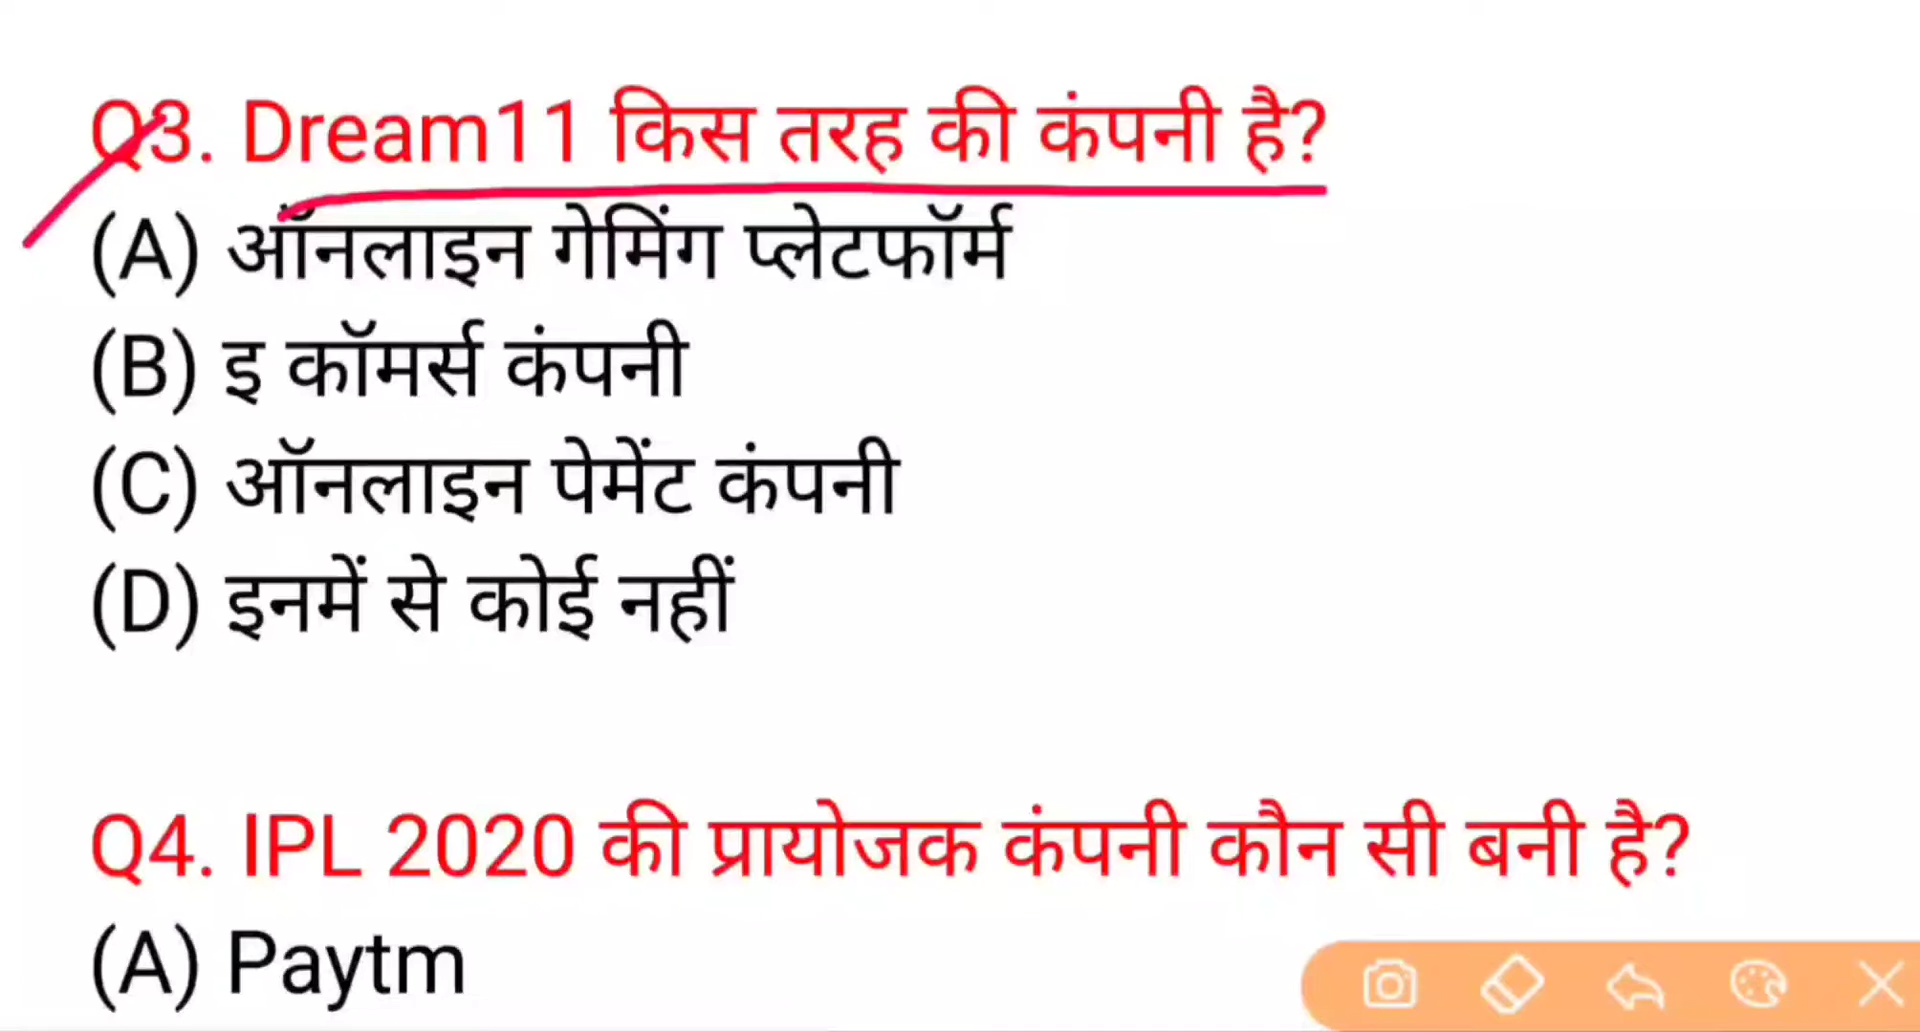 Q3. Dream11 किस तरह की कंपनी है?
(A) ऑनलाइन गेमिंग प्लेटफॉर्म
(B) इ कॉमर्स कंपनी
(C) ऑनलाइन पेमेंट कंपनी
(D) इनमें से कोई नहीं
Q4. IPL 2020 की प्रायोजक कंपनी कौन सी बनी है?
(A) Paytm